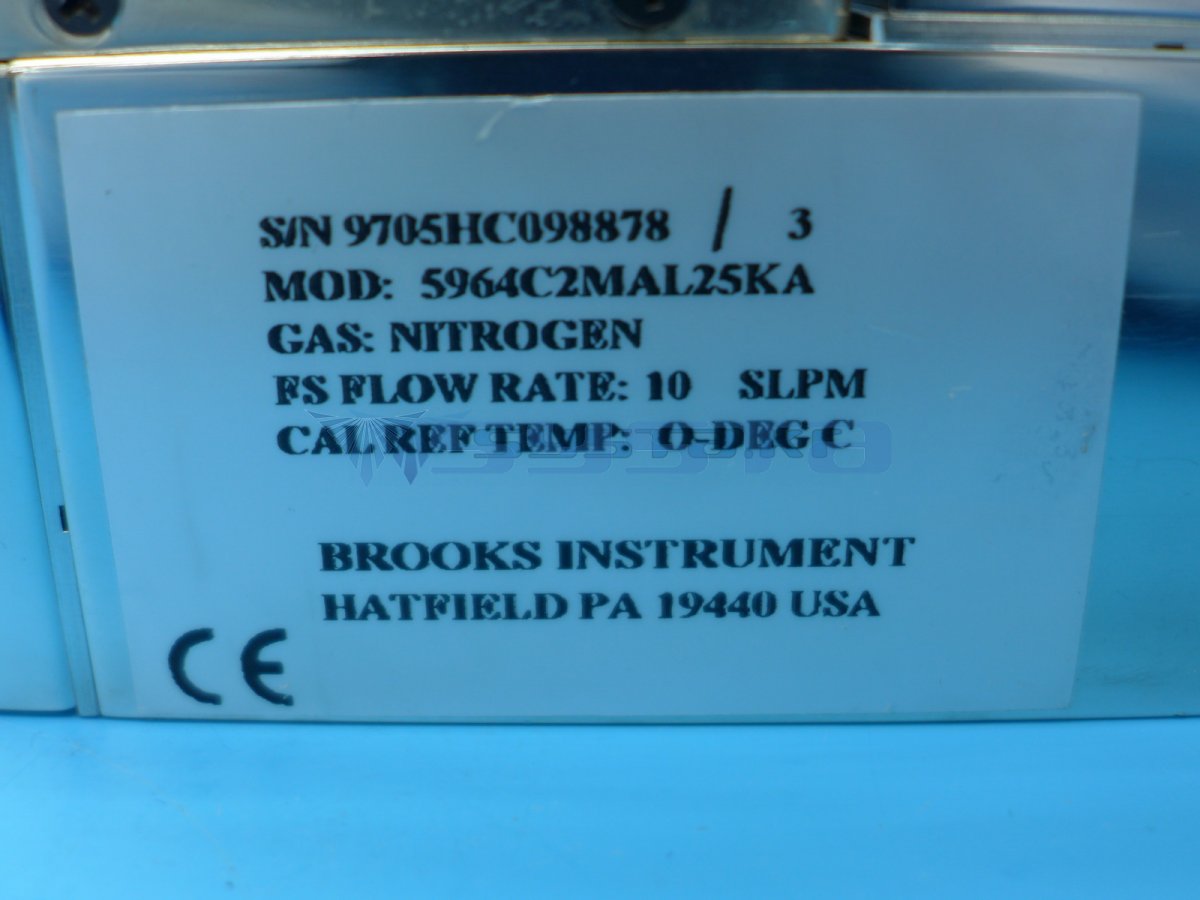 S/N 9705HC098878 / 3
MOD: 5964C2MAL25KA
GAS: NITROGEN
FS FLOW RATE: 10 SLPM
CAL REF TEMP: O-DEG C
BROOKS INSTRUMENT
HATFIELD PA 19440 USA
CE